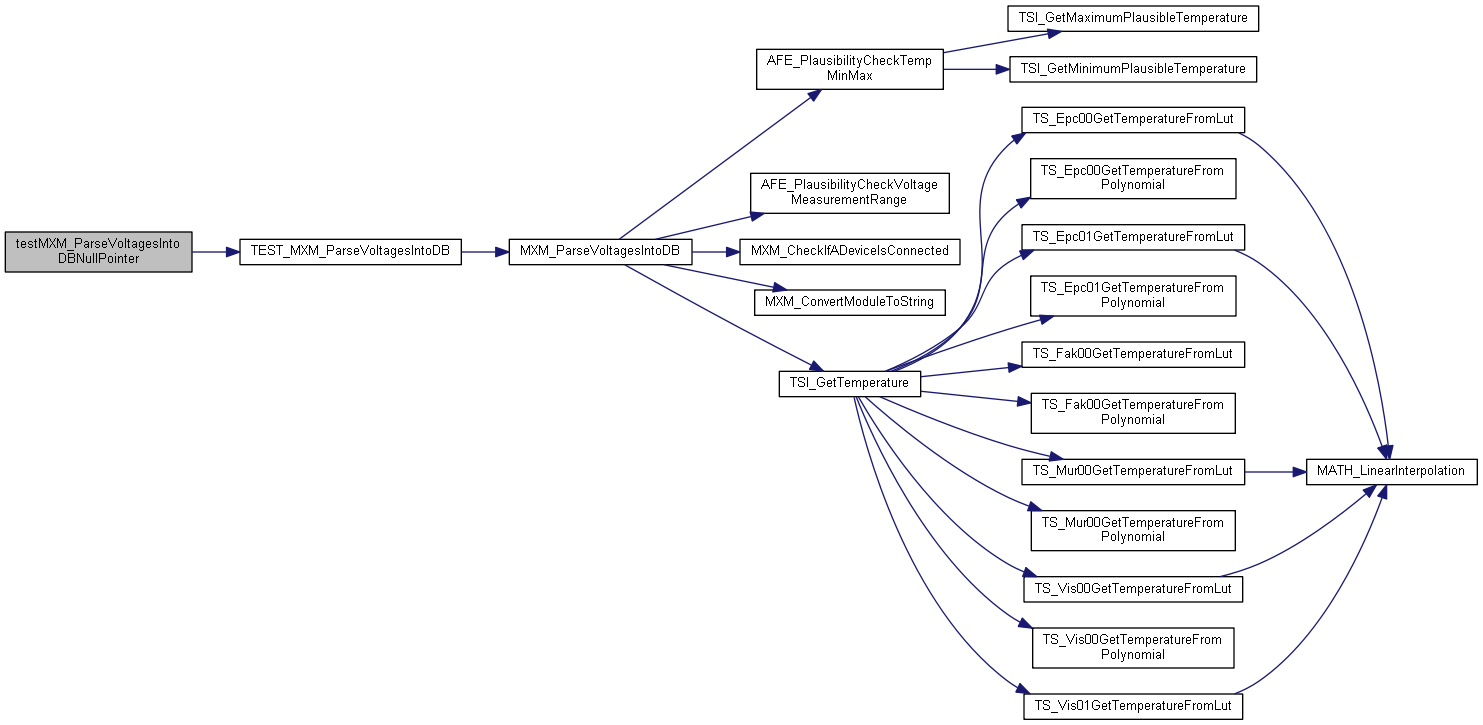 testMXM_ParseVoltagesInto
DBNullPointer
TEST_MXM_ParseVoltagesIntoDB
MXM_ParseVoltagesIntoDB
AFE_PlausibilityCheckTemp
MinMax
TSI_GetMaximumPlausibleTemperature
TSI_GetMinimumPlausibleTemperature
AFE_PlausibilityCheckVoltage
MeasurementRange
MXM_CheckIfADeviceIsConnected
MXM_ConvertModuleToString
TSI_GetTemperature
TS_Epc00GetTemperatureFromLut
TS_Epc00GetTemperatureFrom
Polynomial
TS_Epc01GetTemperatureFromLut
TS_Epc01GetTemperatureFrom
Polynomial
TS_Fak00GetTemperatureFromLut
TS_Fak00GetTemperatureFrom
Polynomial
TS_Mur00GetTemperatureFromLut
TS_Mur00GetTemperatureFrom
Polynomial
TS_Vis00GetTemperatureFromLut
TS_Vis00GetTemperatureFrom
Polynomial
TS_Vis01GetTemperatureFromLut
MATH_LinearInterpolation